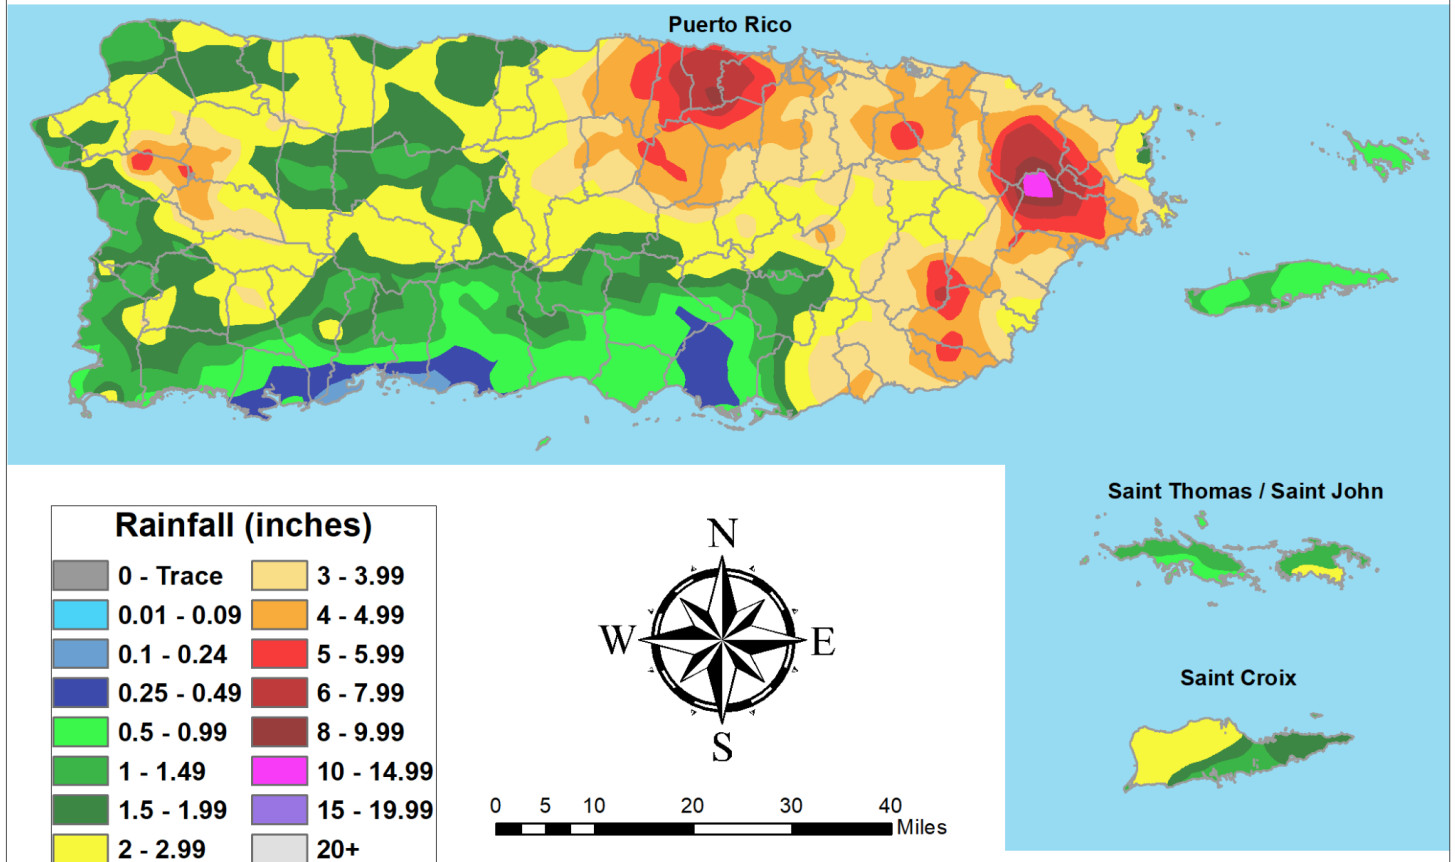 Puerto Rico
Saint Thomas / Saint John
Saint Croix
Rainfall (inches)
0 - Trace
0.01 - 0.09
0.1 - 0.24
0.25 - 0.49
0.5 - 0.99
1 - 1.49
1.5 - 1.99
2 - 2.99
3 - 3.99
4 - 4.99
5 - 5.99
6 - 7.99
8 - 9.99
10 - 14.99
15 - 19.99
20+
N
W E
S
0 5 10 20 30 40
Miles